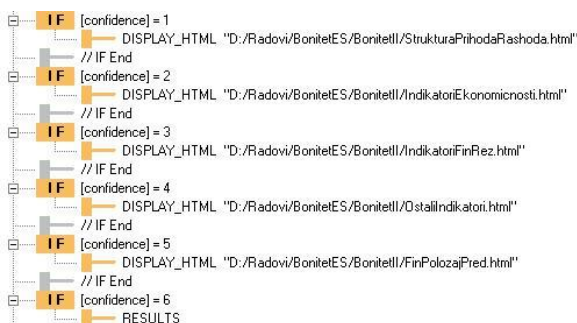 IF [confidence] = 1
DISPLAY_HTML "D:/Radovi/BonitetES/BonitetII/StrukturaPrihodaRashoda.html"
// IF End
IF [confidence] = 2
DISPLAY_HTML "D:/Radovi/BonitetES/BonitetII/IndikatoriEkonomicnosti.html"
// IF End
IF [confidence] = 3
DISPLAY_HTML "D:/Radovi/BonitetES/BonitetII/IndikatoriFinRez.html"
// IF End
IF [confidence] = 4
DISPLAY_HTML "D:/Radovi/BonitetES/BonitetII/OstaliIndikatori.html"
// IF End
IF [confidence] = 5
DISPLAY_HTML "D:/Radovi/BonitetES/BonitetII/FinPolozajPred.html"
// IF End
IF [confidence] = 6
RESULTS